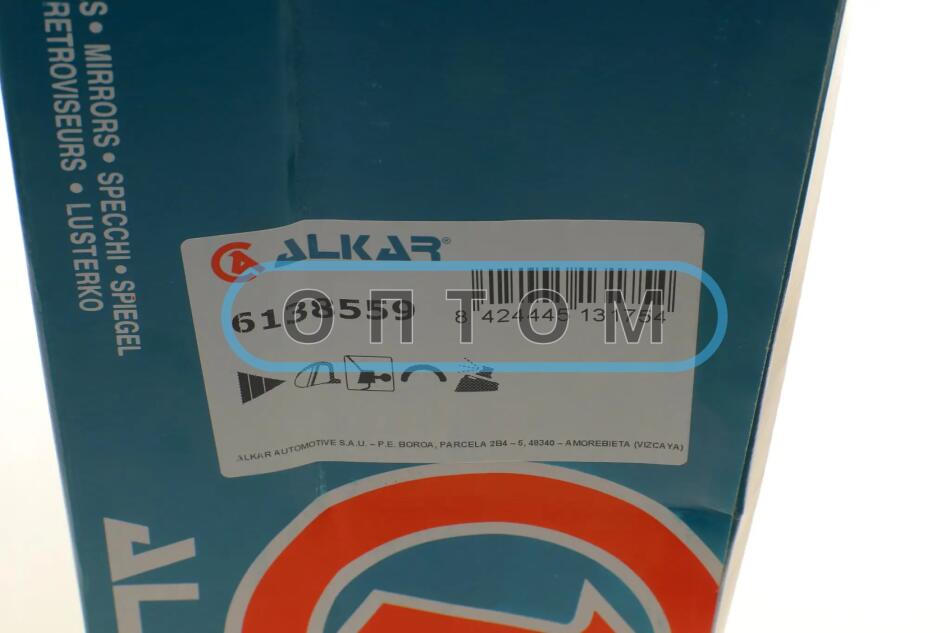 S • MIRRORS • SPECCHI • SPIEGEL
RETROVISEURS • LUSTERKO
ALKAR®
6138559
8 424445 131754
ОПТОМ
ALKAR AUTOMOTIVE S.A.U. – P.E. BOROA, PARCELA 2B4 – 5, 48340 – AMOREBIETA (VIZCAYA)
AL